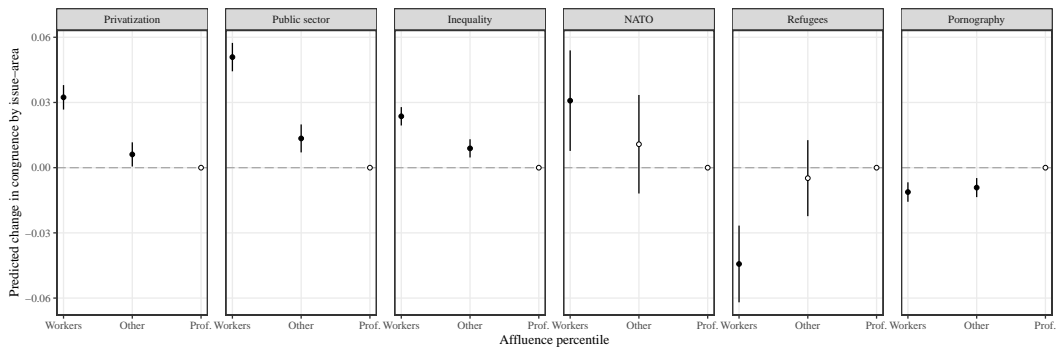 Privatization Public sector Inequality NATO Refugees Pornography
Predicted change in congruence by issue−area
0.06
0.03
0.00
−0.03
−0.06
Workers Other Prof. Workers Other Prof. Workers Other Prof. Workers Other Prof. Workers Other Prof. Workers Other Prof.
Affluence percentile